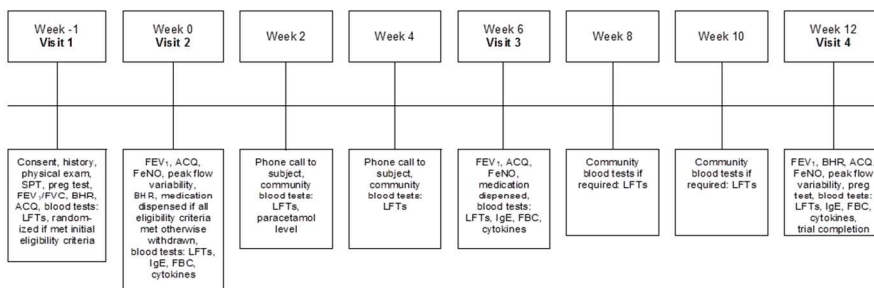 Week -1
Visit 1
Week 0
Visit 2
Week 2
Week 4
Week 6
Visit 3
Week 8
Week 10
Week 12
Visit 4
Consent, history,
physical exam,
SPT, preg test,
FEV₁/FVC, BHR,
ACQ, blood tests:
LFTs, random-
ized if met initial
eligibility criteria
FEV₁, ACQ,
FeNO, peak flow
variability,
BHR, medication
dispensed if all
eligibility criteria
met otherwise
withdrawn,
blood tests: LFTs,
IgE, FBC,
cytokines
Phone call to
subject,
community
blood tests:
LFTs,
paracetamol
level
Phone call to
subject,
community
blood tests:
LFTs
FEV₁, ACQ,
FeNO,
medication
dispensed,
blood tests:
LFTs, IgE, FBC,
cytokines
Community
blood tests if
required: LFTs
Community
blood tests if
required: LFTs
FEV₁, BHR, ACQ,
FeNO, peak flow
variability, preg
test, blood tests:
LFTs, IgE, FBC,
cytokines,
trial completion